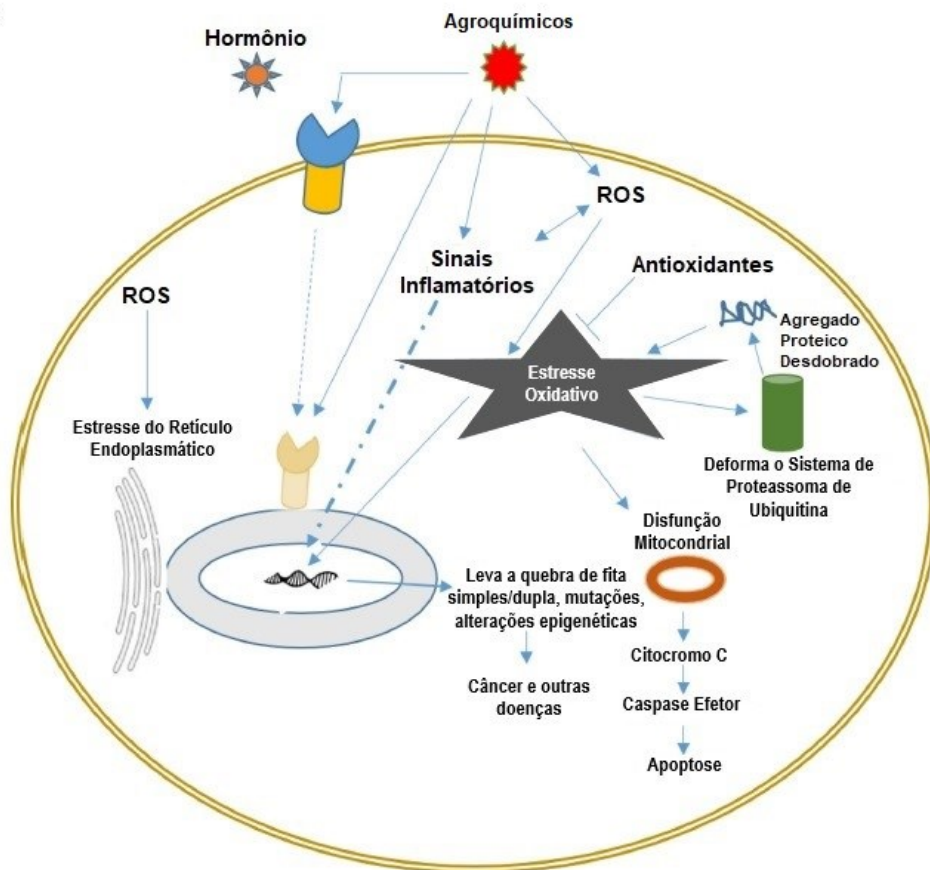 Agroquímicos
Hormônio
ROS
Sinais
Inflamatórios
Antioxidantes
ROS
Agregado
Proteico
Desdobrado
Estresse
Oxidativo
Estresse do Retículo
Endoplasmático
Deforma o Sistema de
Proteassoma de
Ubiquitina
Disfunção
Mitocondrial
Leva a quebra de fita
simples/dupla, mutações,
alterações epigenéticas
Citocromo C
Câncer e outras
doenças
Caspase Efetor
Apoptose